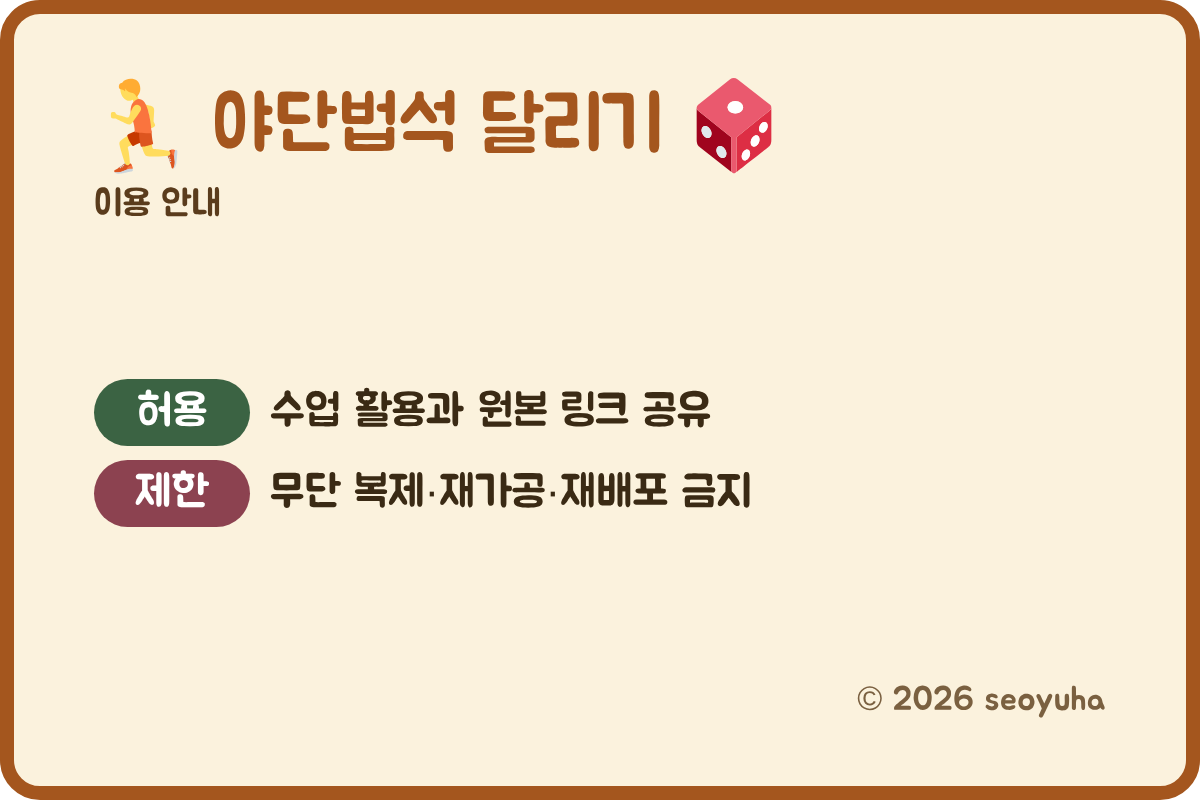 야단법석 달리기
이용 안내
허용 수업 활용과 원본 링크 공유
제한 무단 복제·재가공·재배포 금지
© 2026 seoyuha